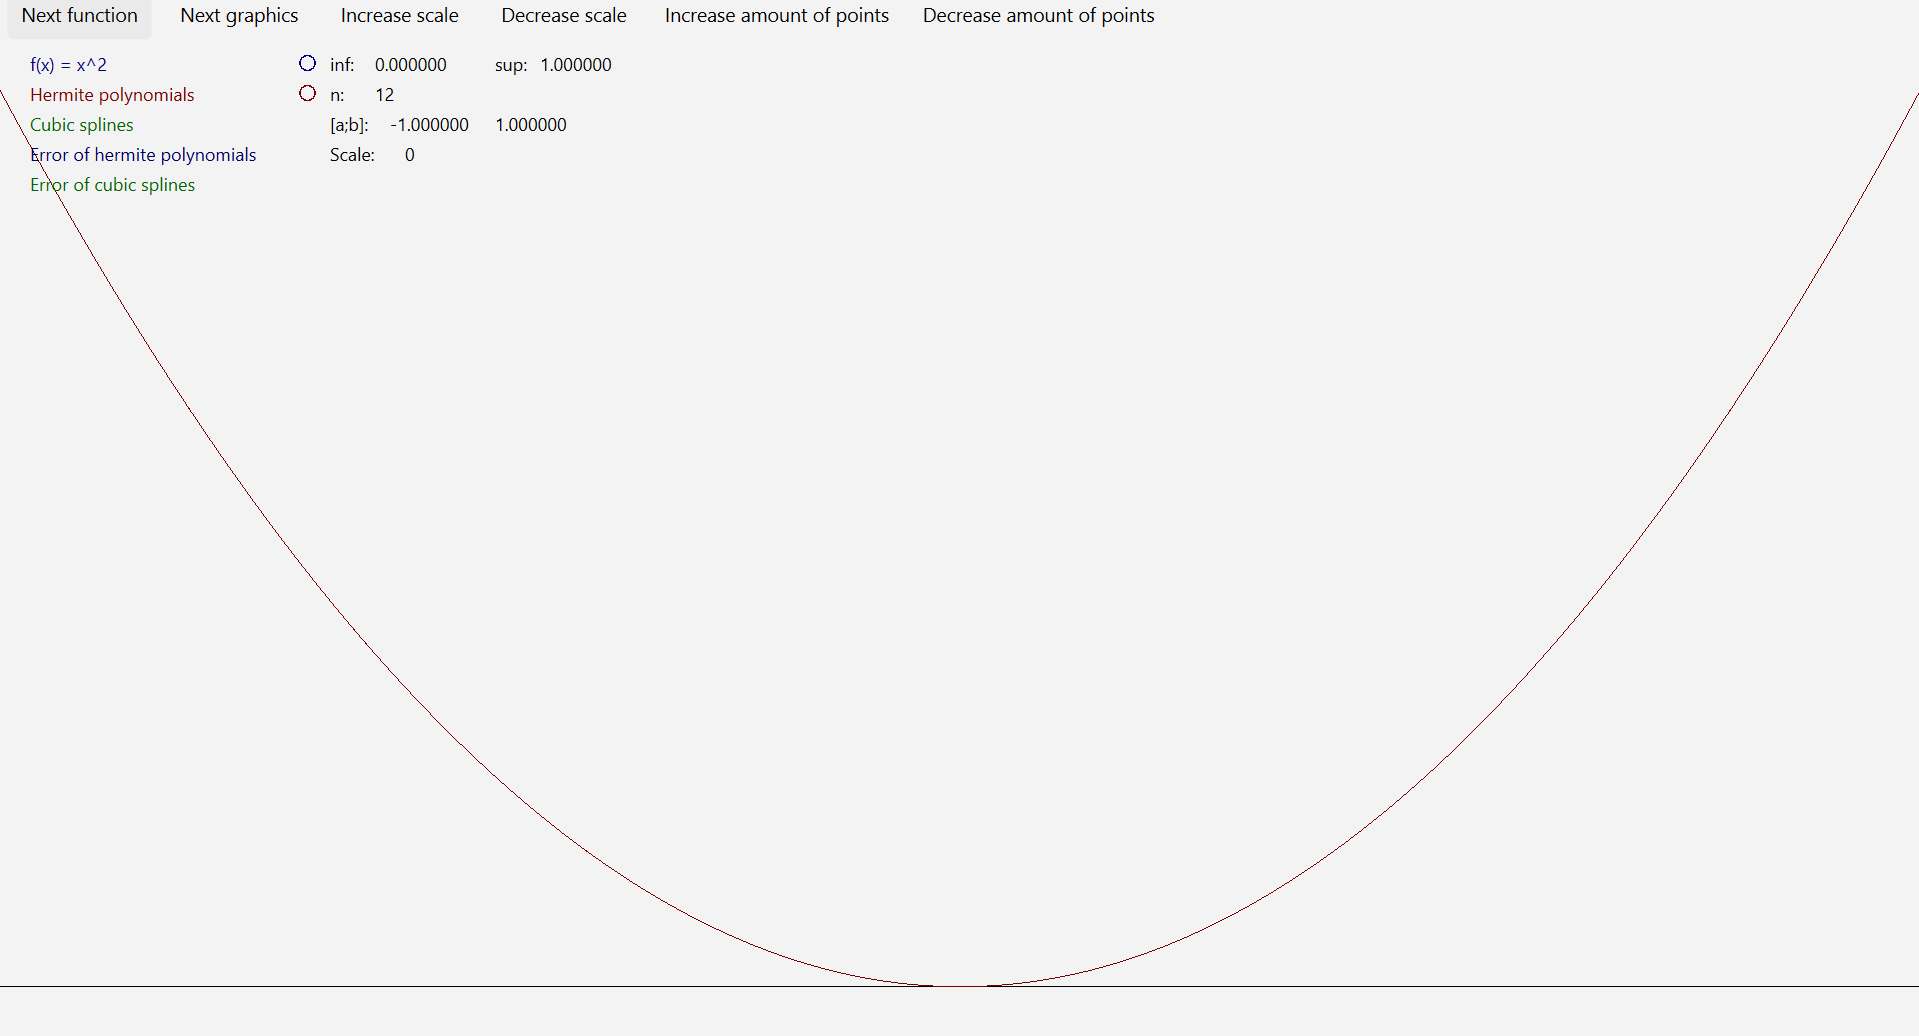 Next function Next graphics Increase scale Decrease scale Increase amount of points Decrease amount of points
f(x) = x^2 inf: 0.000000 sup: 1.000000
Hermite polynomials n: 12
Cubic splines [a;b]: -1.000000 1.000000
Error of hermite polynomials Scale: 0
Error of cubic splines